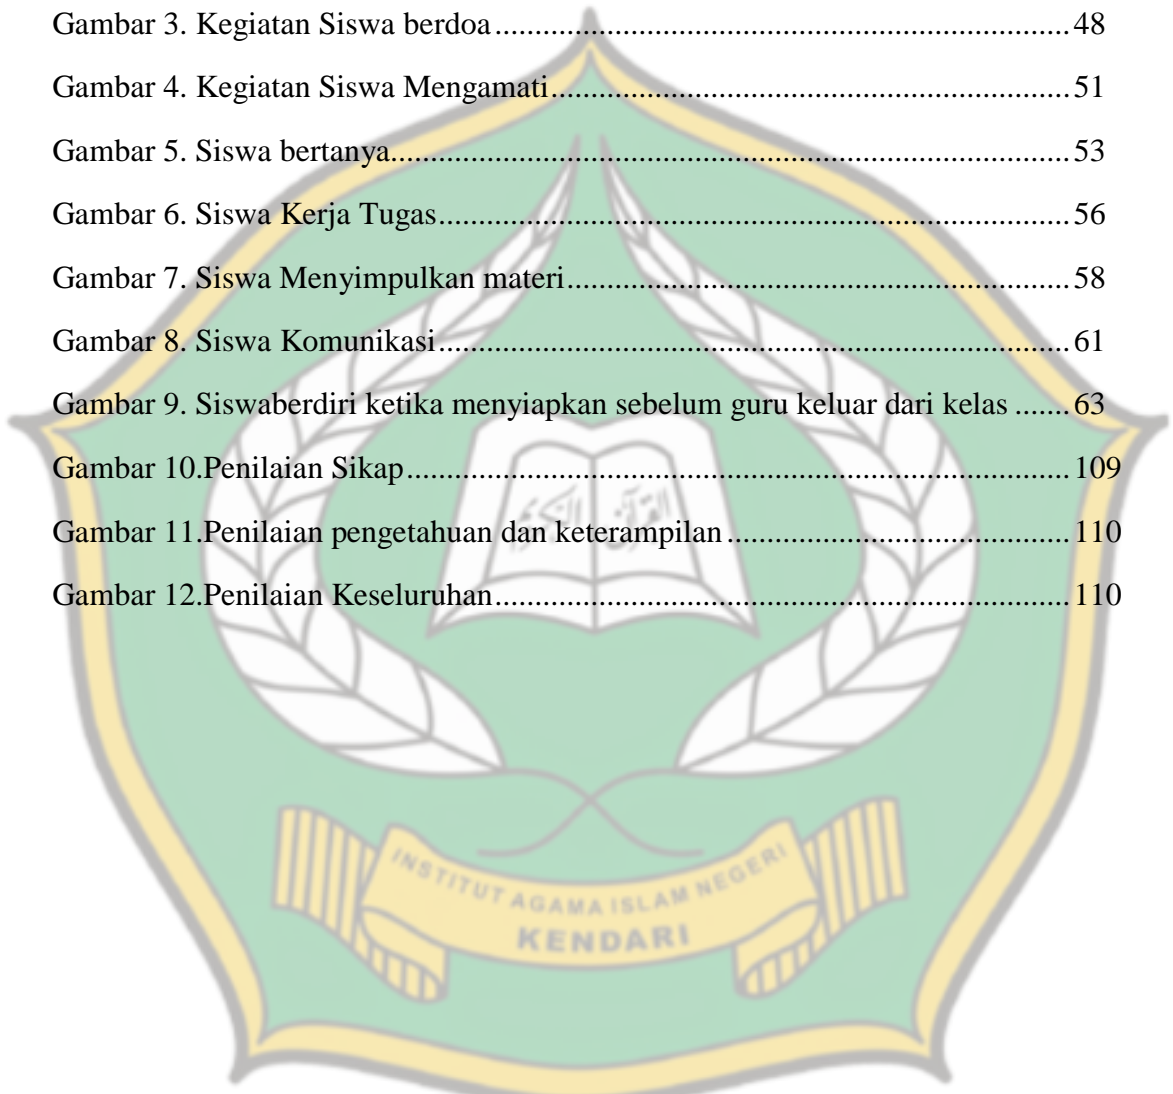 Gambar 3. Kegiatan Siswa berdoa........................................................................48
Gambar 4. Kegiatan Siswa Mengamati.................................................................51
Gambar 5. Siswa bertanya.....................................................................................53
Gambar 6. Siswa Kerja Tugas...............................................................................56
Gambar 7. Siswa Menyimpulkan materi...............................................................58
Gambar 8. Siswa Komunikasi...............................................................................61
Gambar 9. Siswaberdiri ketika menyiapkan sebelum guru keluar dari kelas .......63
Gambar 10.Penilaian Sikap...................................................................................109
Gambar 11.Penilaian pengetahuan dan keterampilan ...........................................110
Gambar 12.Penilaian Keseluruhan........................................................................110
القرآن الكريم
INSTITUT AGAMA ISLAM NEGERI
KENDARI